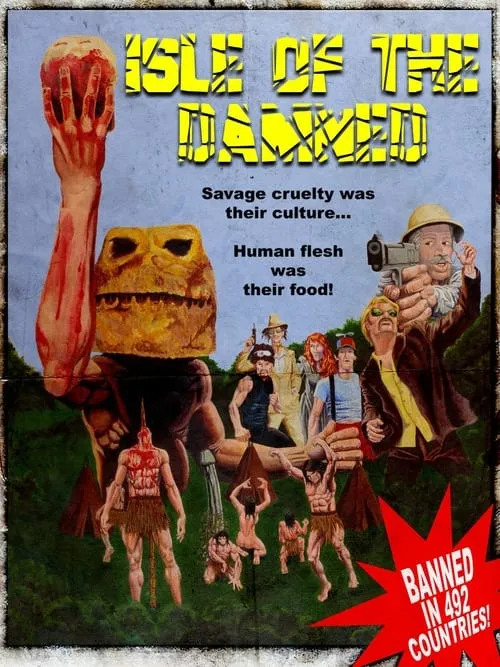 ISLE OF THE
DAMNED
Savage cruelty was
their culture...
Human flesh
was
their food!
BANNED
IN 492
COUNTRIES!